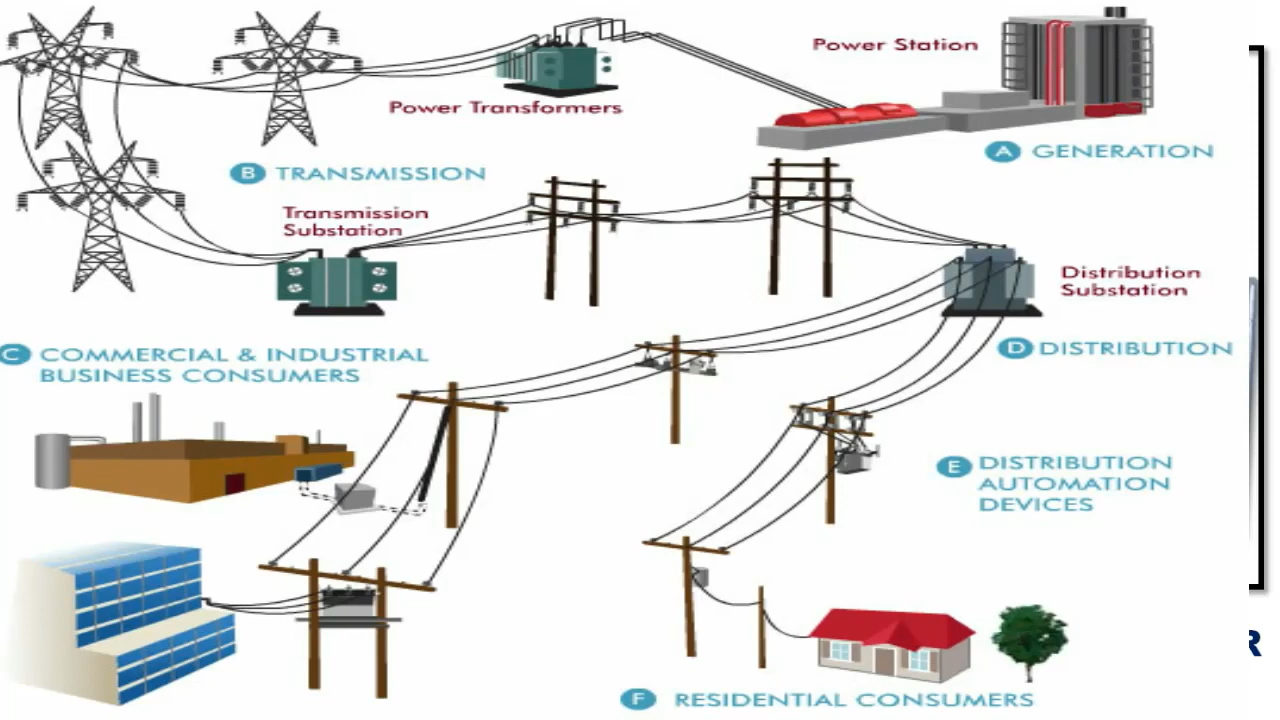 Power Station
Power Transformers
A GENERATION
B TRANSMISSION
Transmission
Substation
Distribution
Substation
C COMMERCIAL & INDUSTRIAL
BUSINESS CONSUMERS
D DISTRIBUTION
E DISTRIBUTION
AUTOMATION
DEVICES
R
F RESIDENTIAL CONSUMERS